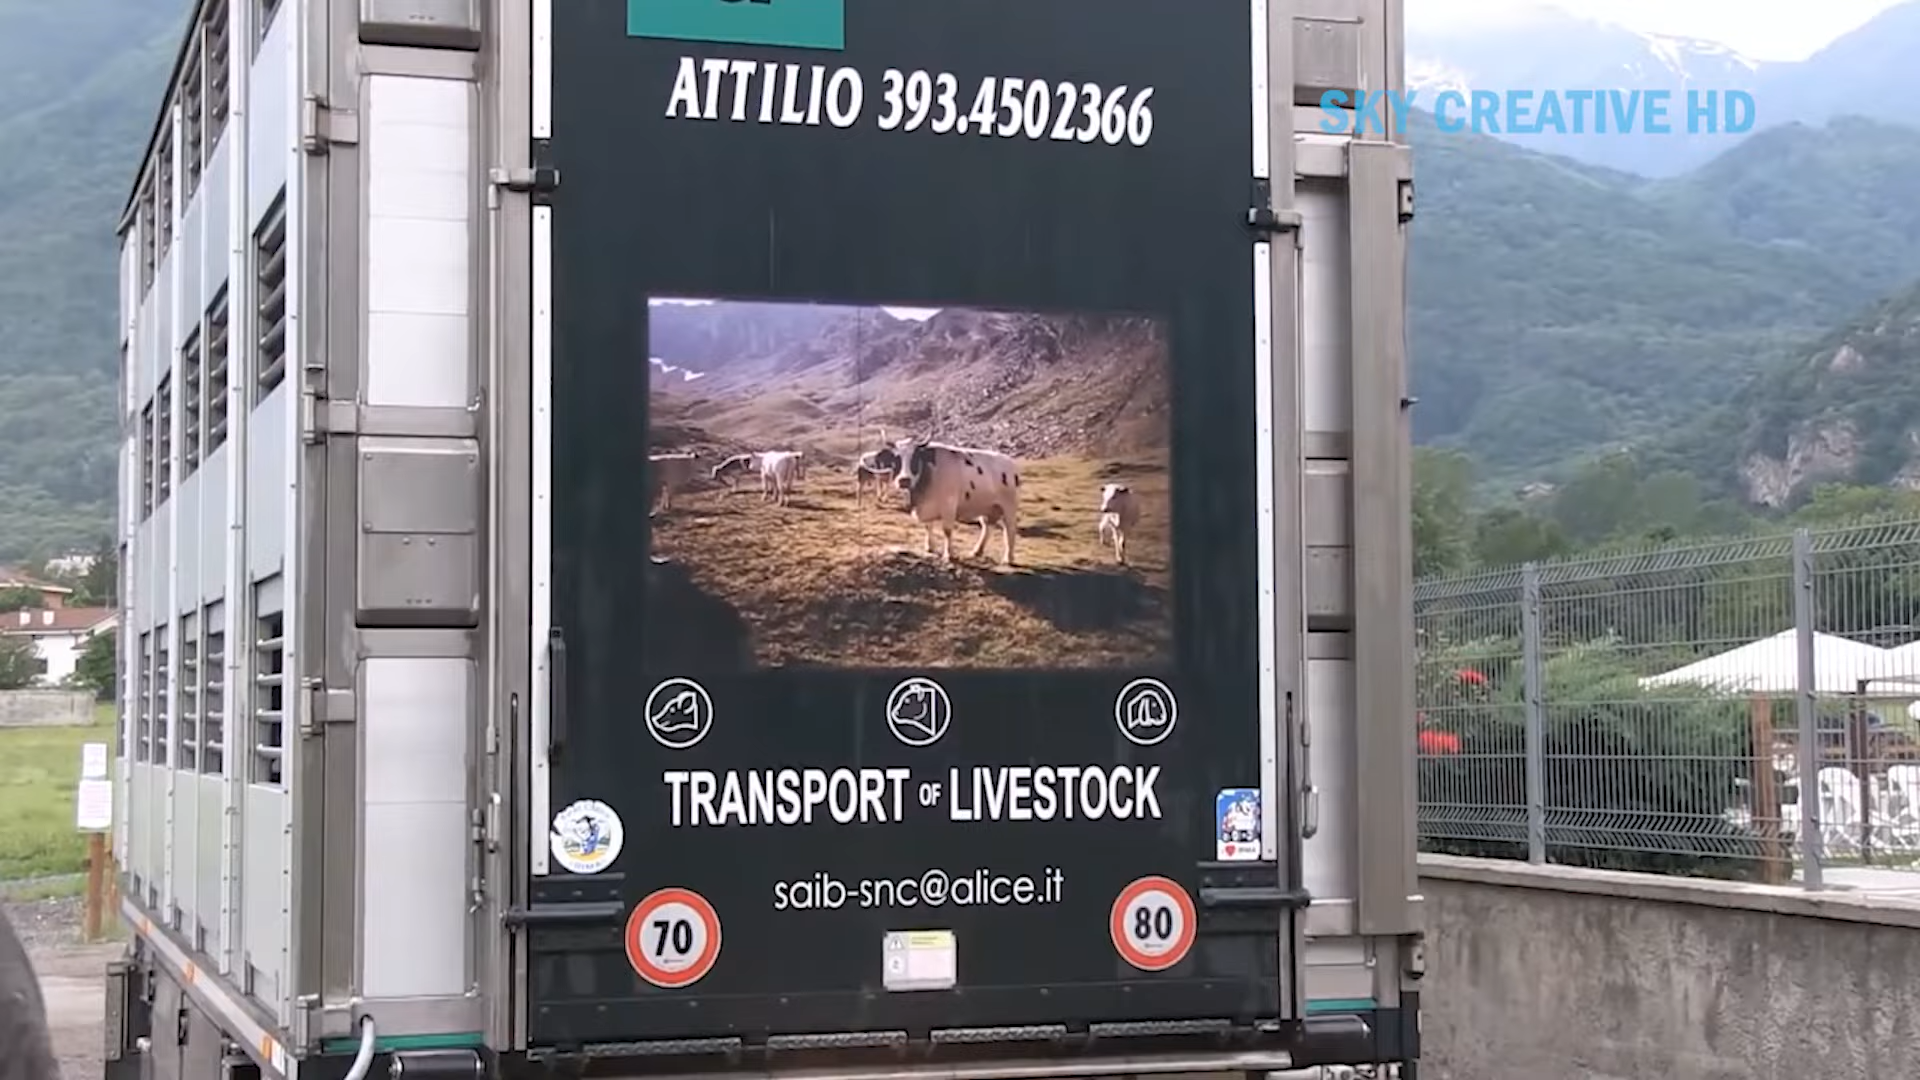 ATTILIO 393.4502366
SKY CREATIVE HD
TRANSPORT OF LIVESTOCK
saib-snc@alice.it
70
80